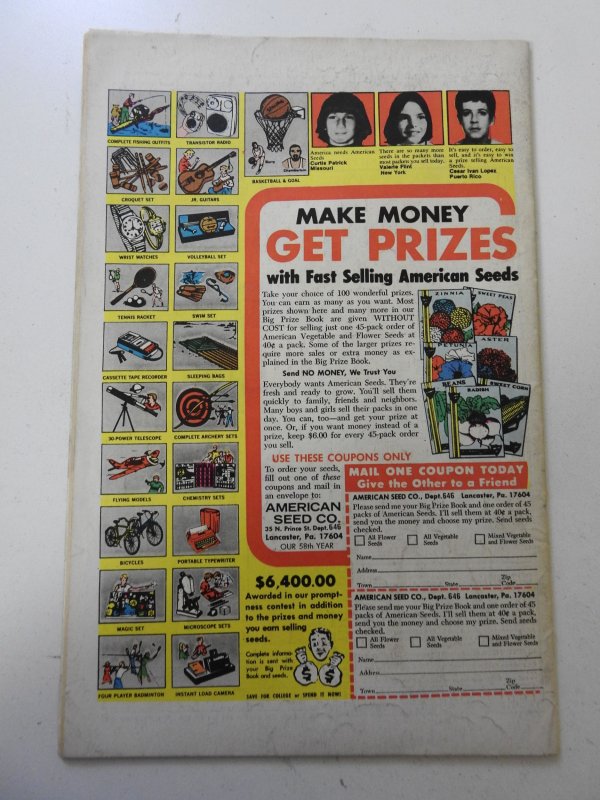 COMPLETE FISHING OUTFITS
TRANSISTOR RADIO
CROQUET SET
JR. GUITARS
WRIST WATCHES
VOLLEYBALL SET
TENNIS RACKET
SWIM SET
CASSETTE TAPE RECORDER
SLEEPING BAGS
30-POWER TELESCOPE
COMPLETE ARCHERY SETS
FLYING MODELS
CHEMISTRY SETS
BICYCLES
PORTABLE TYPEWRITER
MAGIC SET
MICROSCOPE SETS
FOUR PLAYER BADMINTON
INSTANT LOAD CAMERA
BASKETBALL & GOAL
America needs American
Seeds
Curtis Patrick
Missouri
There are so many more
seeds in the packets than
most packets you sell today.
Valerie Flint
New York
It's easy to order, easy to
sell, and it's easy to win
a prize selling American
Seeds.
Cesar Ivan Lopez
Puerto Rico
MAKE MONEY
GET PRIZES
with Fast Selling American Seeds
Take your choice of 100 wonderful prizes.
You can earn as many as you want. Most
prizes shown here and many more in our
Big Prize Book are given WITHOUT
COST for selling just one 45-pack order of
American Vegetable and Flower Seeds at
40¢ a pack. Some of the larger prizes re-
quire more sales or extra money as ex-
plained in the Big Prize Book.
Send NO MONEY, We Trust You
Everybody wants American Seeds. They're
fresh and ready to grow. You'll sell them
quickly to family, friends and neighbors.
Many boys and girls sell their packs in one
day. You, can, too—and get your prize at
once. Or, if you want money instead of a
prize, keep $6.00 for every 45-pack order
you sell.
ZINNIA
SWEET PEAS
PETUNIA
ASTER
BEANS
RADISH
SWEET CORN
USE THESE COUPONS ONLY
To order your seeds,
fill out one of these
coupons and mail in
an envelope to:
AMERICAN
SEED CO.
35 N. Prince St. Dept.646
Lancaster, Pa. 17604
OUR 58th YEAR
MAIL ONE COUPON TODAY
Give the Other to a Friend
AMERICAN SEED CO., Dept.646 Lancaster, Pa. 17604
Please send me your Big Prize Book and one order of 45
packs of American Seeds. I'll sell them at 40¢ a pack,
send you the money and choose my prize. Send seeds
checked.
All Flower
Seeds
All Vegetable
Seeds
Mixed Vegetable
and Flower Seeds
Name
Address
Town State Zip Code
AMERICAN SEED CO., Dept. 646 Lancaster, Pa. 17604
Please send me your Big Prize Book and one order of 45
packs of American Seeds. I'll sell them at 40¢ a pack,
send you the money and choose my prize. Send seeds
checked.
All Flower
Seeds
All Vegetable
Seeds
Mixed Vegetable
and Flower Seeds
Name
Address
Town State Zip Code
$6,400.00
Awarded in our prompt-
ness contest in addition
to the prizes and money
you earn selling
seeds.
Complete informa-
tion is sent with
your Big Prize
Book and seeds.
SAVE FOR COLLEGE or SPEND IT NOW!